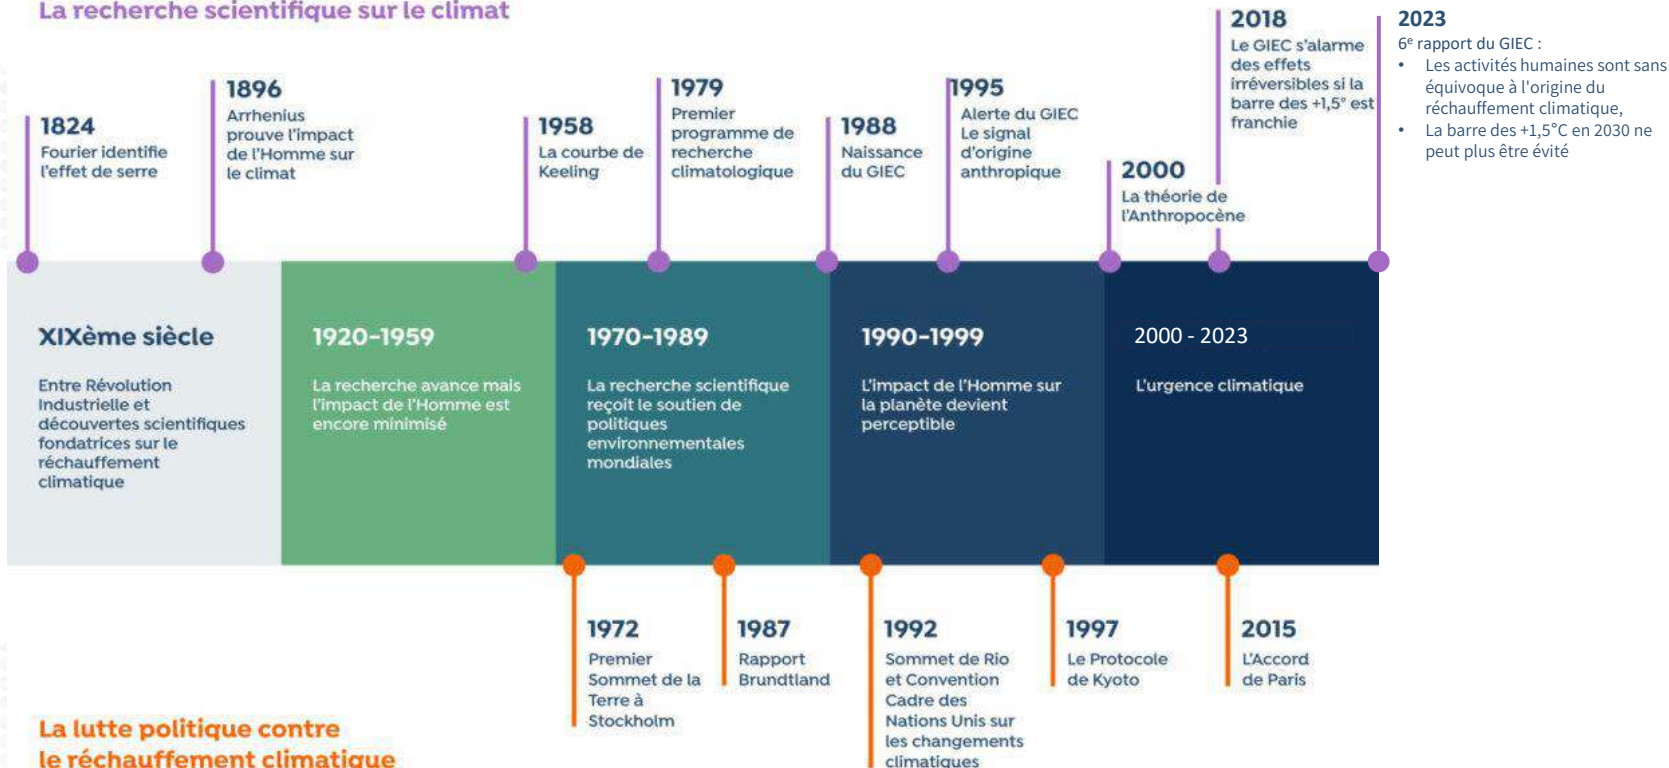 La recherche scientifique sur le climat
1824
Fourier identifie
l'effet de serre
1896
Arrhenius
prouve l'impact
de l'Homme sur
le climat
1958
La courbe de
Keeling
1979
Premier
programme de
recherche
climatologique
1988
Naissance
du GIEC
1995
Alerte du GIEC
Le signal
d'origine
anthropique
2000
La théorie de
l'Anthropocène
2018
Le GIEC s'alarme
des effets
irréversibles si la
barre des +1,5° est
franchie
2023
6e rapport du GIEC :
• Les activités humaines sont sans
équivoque à l'origine du
réchauffement climatique,
• La barre des +1,5°C en 2030 ne
peut plus être évité
XIXème siècle
Entre Révolution
Industrielle et
découvertes scientifiques
fondatrices sur le
réchauffement
climatique
1920-1959
La recherche avance mais
l'impact de l'Homme est
encore minimisé
1970-1989
La recherche scientifique
reçoit le soutien de
politiques
environnementales
mondiales
1990-1999
L'impact de l'Homme sur
la planète devient
perceptible
2000 - 2023
L'urgence climatique
1972
Premier
Sommet de la
Terre à
Stockholm
1987
Rapport
Brundtland
1992
Sommet de Rio
et Convention
Cadre des
Nations Unis sur
les changements
climatiques
1997
Le Protocole
de Kyoto
2015
L'Accord
de Paris
La lutte politique contre
le réchauffement climatique